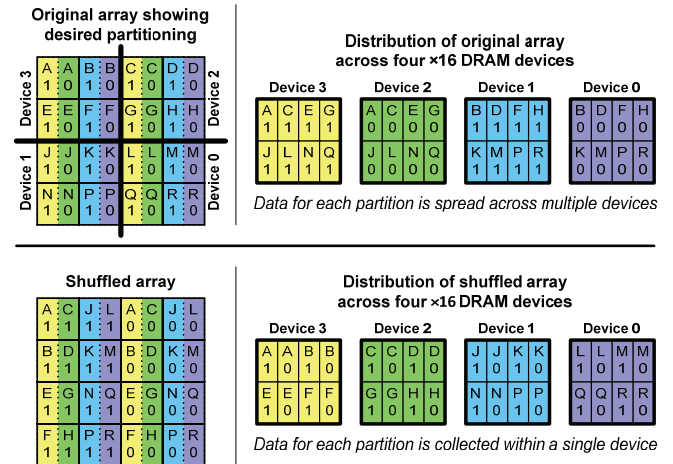 Original array showing
desired partitioning
Device 3
Device 2
A A B B C C D D
1 0 1 0 1 0 1 0
E E F F G G H H
1 0 1 0 1 0 1 0
Device 1
Device 0
J J K K L L M M
1 0 1 0 1 0 1 0
N N P P Q Q R R
1 0 1 0 1 0 1 0
Distribution of original array
across four ×16 DRAM devices
Device 3 Device 2 Device 1 Device 0
A C E G A C E G B D F H B D F H
1 1 1 1 0 0 0 0 1 1 1 1 0 0 0 0
J L N Q J L N Q K M P R K M P R
1 1 1 1 0 0 0 0 1 1 1 1 0 0 0 0
Data for each partition is spread across multiple devices
Shuffled array
A C J L A C J L
1 1 1 1 0 0 0 0
B D K M B D K M
1 1 1 1 0 0 0 0
E G N Q E G N Q
1 1 1 1 0 0 0 0
F H P R F H P R
1 1 1 1 0 0 0 0
Distribution of shuffled array
across four ×16 DRAM devices
Device 3 Device 2 Device 1 Device 0
A A B B C C D D J J K K L L M M
1 0 1 0 1 0 1 0 1 0 1 0 1 0 1 0
E E F F G G H H N N P P Q Q R R
1 0 1 0 1 0 1 0 1 0 1 0 1 0 1 0
Data for each partition is collected within a single device